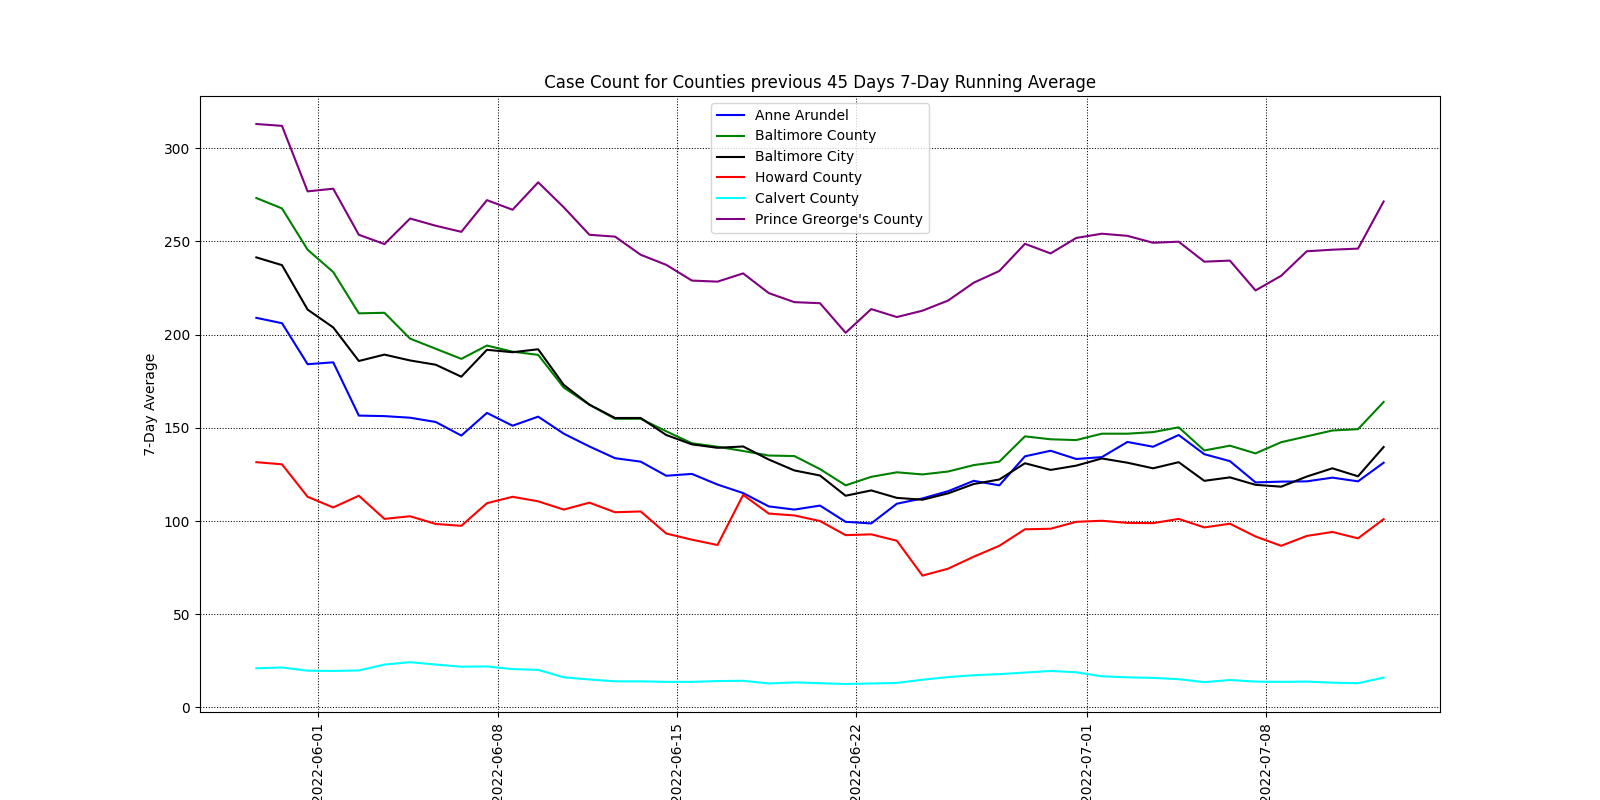 Case Count for Counties previous 45 Days 7-Day Running Average
Anne Arundel
Baltimore County
Baltimore City
Howard County
Calvert County
Prince Greorge's County
7-Day Average
300
250
200
150
100
50
0
2022-06-01
2022-06-08
2022-06-15
2022-06-22
2022-07-01
2022-07-08